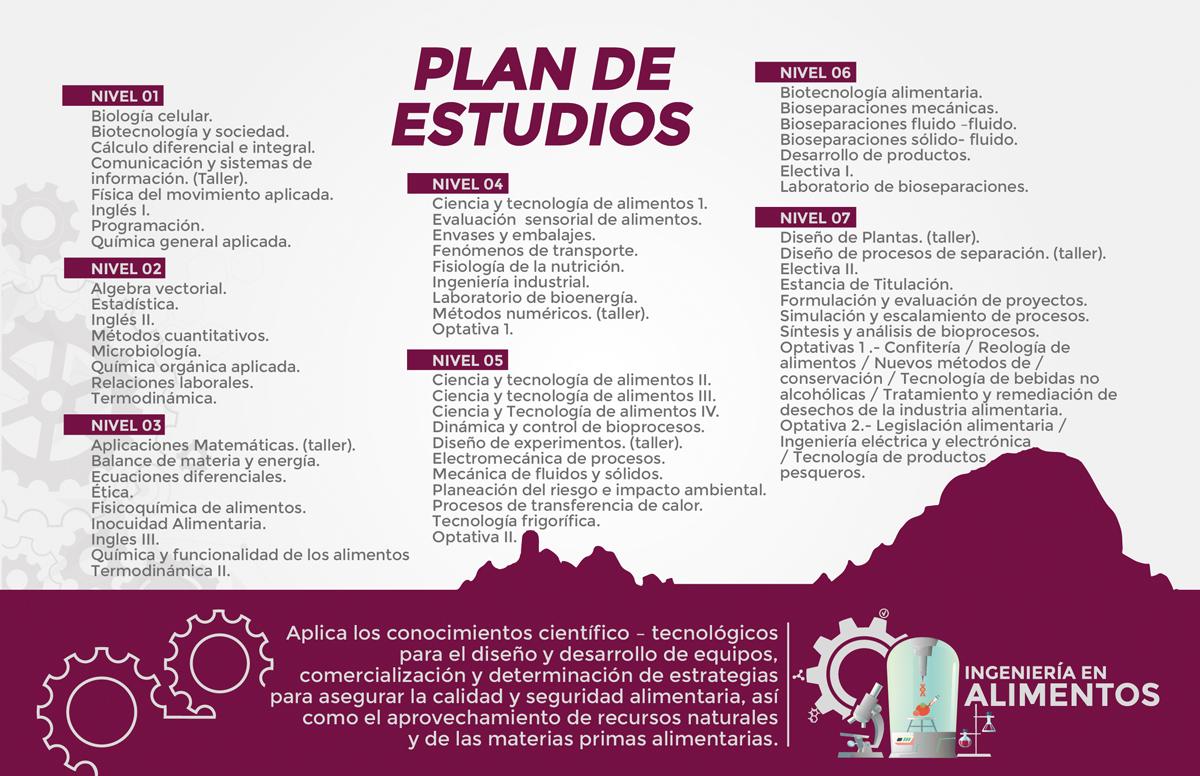 PLAN DE
ESTUDIOS
NIVEL 01
Biología celular.
Biotecnología y sociedad.
Cálculo diferencial e integral.
Comunicación y sistemas de
información. (Taller).
Física del movimiento aplicada.
Inglés I.
Programación.
Química general aplicada.
NIVEL 02
Algebra vectorial.
Estadística.
Inglés II.
Métodos cuantitativos.
Microbiología.
Química orgánica aplicada.
Relaciones laborales.
Termodinámica.
NIVEL 03
Aplicaciones Matemáticas. (taller).
Balance de materia y energía.
Ecuaciones diferenciales.
Ética.
Fisicoquímica de alimentos.
Inocuidad Alimentaria.
Ingles III.
Química y funcionalidad de los alimentos
Termodinámica II.
NIVEL 04
Ciencia y tecnología de alimentos 1.
Evaluación sensorial de alimentos.
Envases y embalajes.
Fenómenos de transporte.
Fisiología de la nutrición.
Ingeniería industrial.
Laboratorio de bioenergía.
Métodos numéricos. (taller).
Optativa 1.
NIVEL 05
Ciencia y tecnología de alimentos II.
Ciencia y tecnología de alimentos III.
Ciencia y Tecnología de alimentos IV.
Dinámica y control de bioprocesos.
Diseño de experimentos. (taller).
Electromecánica de procesos.
Mecánica de fluidos y sólidos.
Planeación del riesgo e impacto ambiental.
Procesos de transferencia de calor.
Tecnología frigorífica.
Optativa II.
NIVEL 06
Biotecnología alimentaria.
Bioseparaciones mecánicas.
Bioseparaciones fluido –fluido.
Bioseparaciones sólido- fluido.
Desarrollo de productos.
Electiva I.
Laboratorio de bioseparaciones.
NIVEL 07
Diseño de Plantas. (taller).
Diseño de procesos de separación. (taller).
Electiva II.
Estancia de Titulación.
Formulación y evaluación de proyectos.
Simulación y escalamiento de procesos.
Síntesis y análisis de bioprocesos.
Optativas 1 .- Confitería / Reología de
alimentos / Nuevos métodos de /
conservación / Tecnología de bebidas no
alcohólicas / Tratamiento y remediación de
desechos de la industria alimentaria.
Optativa 2.- Legislación alimentaria /
Ingeniería eléctrica y electrónica
/ Tecnología de productos
pesqueros.
Aplica los conocimientos científico – tecnológicos
para el diseño y desarrollo de equipos,
comercialización y determinación de estrategias
para asegurar la calidad y seguridad alimentaria, así
como el aprovechamiento de recursos naturales
y de las materias primas alimentarias.
INGENIERÍA EN
ALIMENTOS